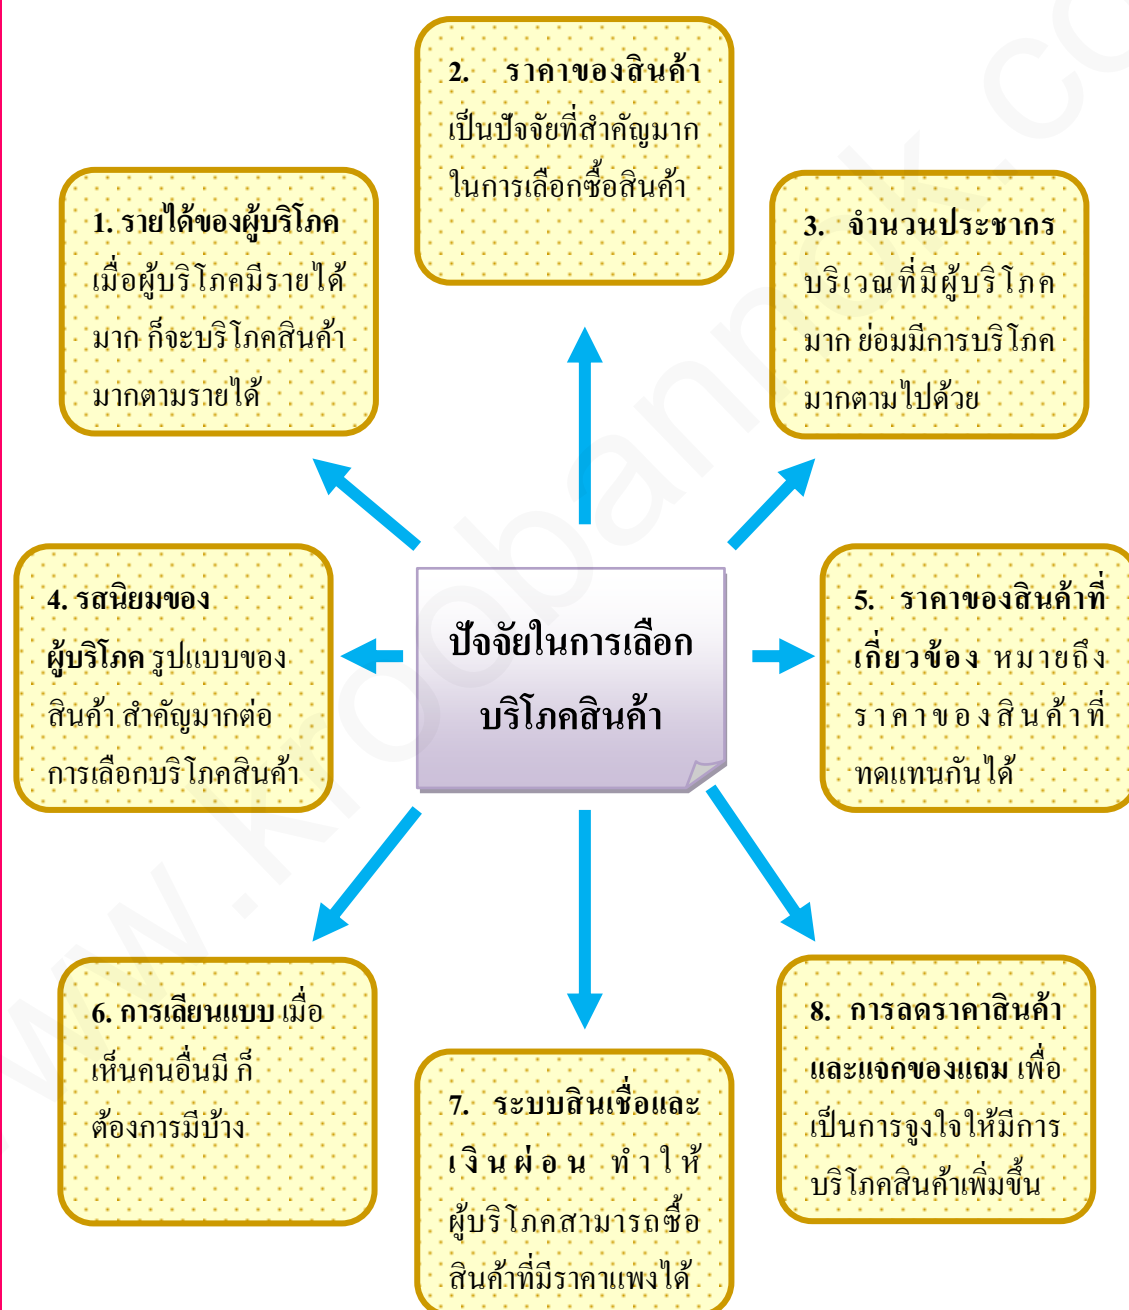 2. ราคาของสินค้า
เป็นปัจจัยที่สำคัญมาก
ในการเลือกซื้อสินค้า
1. รายได้ของผู้บริโภค
เมื่อผู้บริโภคมีรายได้
มาก ก็จะบริโภคสินค้า
มากตามรายได้
3. จำนวนประชากร
บริเวณที่มีผู้บริโภค
มาก ย่อมมีการบริโภค
มากตามไปด้วย
4. รสนิยมของ
ผู้บริโภค รูปแบบของ
สินค้า สำคัญมากต่อ
การเลือกบริโภคสินค้า
ปัจจัยในการเลือก
บริโภคสินค้า
5. ราคาของสินค้าที่
เกี่ยวข้อง หมายถึง
ราคาของสินค้าที่
ทดแทนกันได้
6. การเลียนแบบ เมื่อ
เห็นคนอื่นมี ก็
ต้องการมีบ้าง
7. ระบบสินเชื่อและ
เงินผ่อน ทำให้
ผู้บริโภคสามารถซื้อ
สินค้าที่มีราคาแพงได้
8. การลดราคาสินค้า
และแจกของแถม เพื่อ
เป็นการจูงใจให้มีการ
บริโภคสินค้าเพิ่มขึ้น